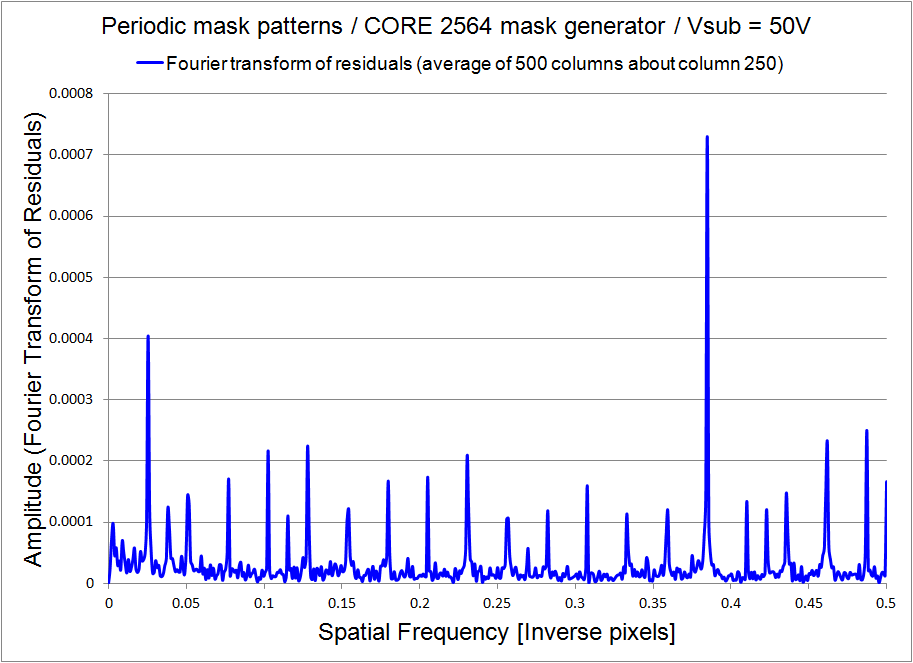 Periodic mask patterns / CORE 2564 mask generator / Vsub = 50V
Fourier transform of residuals (average of 500 columns about column 250)
Amplitude (Fourier Transform of Residuals)
0.0008
0.0007
0.0006
0.0005
0.0004
0.0003
0.0002
0.0001
0
0 0.05 0.1 0.15 0.2 0.25 0.3 0.35 0.4 0.45 0.5
Spatial Frequency [Inverse pixels]